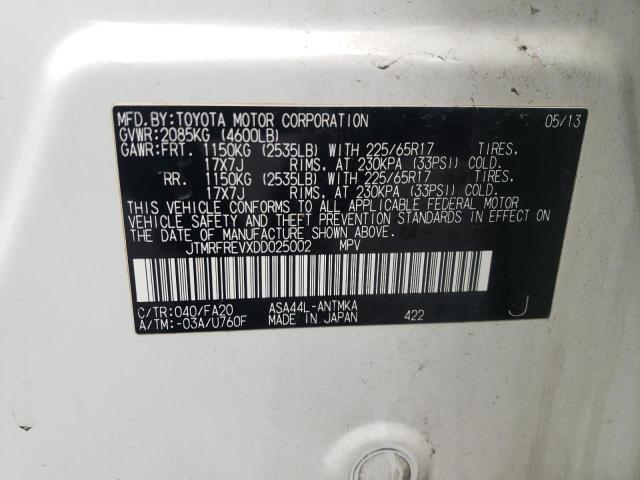 MFD.BY:TOYOTA MOTOR CORPORATION 05/13
GVWR:2085KG (4600LB)
GAWR:FRT. 1150KG (2535LB) WITH 225/65R17 TIRES.
17X7J RIMS. AT 230KPA (33PSI) COLD.
RR. 1150KG (2535LB) WITH 225/65R17 TIRES.
17X7J RIMS. AT 230KPA (33PSI) COLD.
THIS VEHICLE CONFORMS TO ALL APPLICABLE FEDERAL MOTOR
VEHICLE SAFETY AND THEFT PREVENTION STANDARDS IN EFFECT ON
THE DATE OF MANUFACTURE SHOWN ABOVE.
JTMRFREVXDD025002 MPV
C/TR:040/FA20 ASA44L-ANTMKA
A/TM:-03A/U760F MADE IN JAPAN 422 J